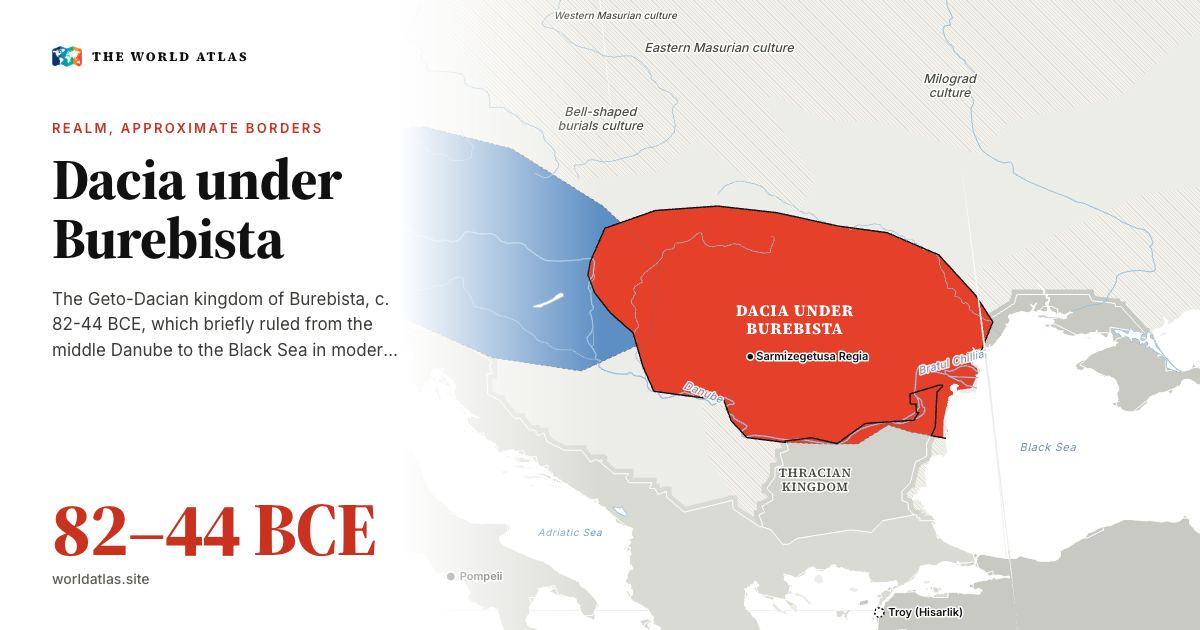 THE WORLD ATLAS
REALM, APPROXIMATE BORDERS
Dacia under
Burebista
The Geto-Dacian kingdom of Burebista, c.
82-44 BCE, which briefly ruled from the
middle Danube to the Black Sea in moder...
82–44 BCE
worldatlas.site
Western Masurian culture
Eastern Masurian culture
Milograd
culture
Bell-shaped
burials culture
DACIA UNDER
BUREBISTA
Sarmizegetusa Regia
Bratul Chillia
Danube
Black Sea
THRACIAN
KINGDOM
Adriatic Sea
Pompeii
Troy (Hisarlik)